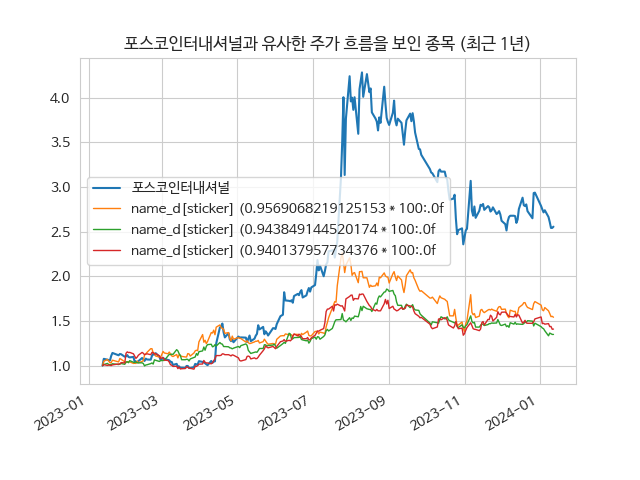 포스코인터내셔널과 유사한 주가 흐름을 보인 종목 (최근 1년)
4.0
3.5
3.0
2.5
2.0
1.5
1.0
포스코인터내셔널
name_d[sticker] (0.9569068219125153 * 100:.0f
name_d[sticker] (0.943849144520174 * 100:.0f
name_d[sticker] (0.940137957734376 * 100:.0f
2023-01
2023-03
2023-05
2023-07
2023-09
2023-11
2024-01